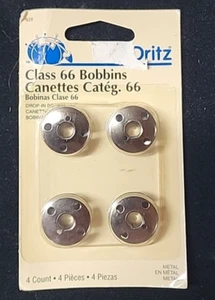 Dritz
Class 66 Bobbins
Canettes Catég. 66
Bobinas Clase 66
4 Count • 4 Pièces • 4 Piezas
METAL
EN MÉTAL
METAL